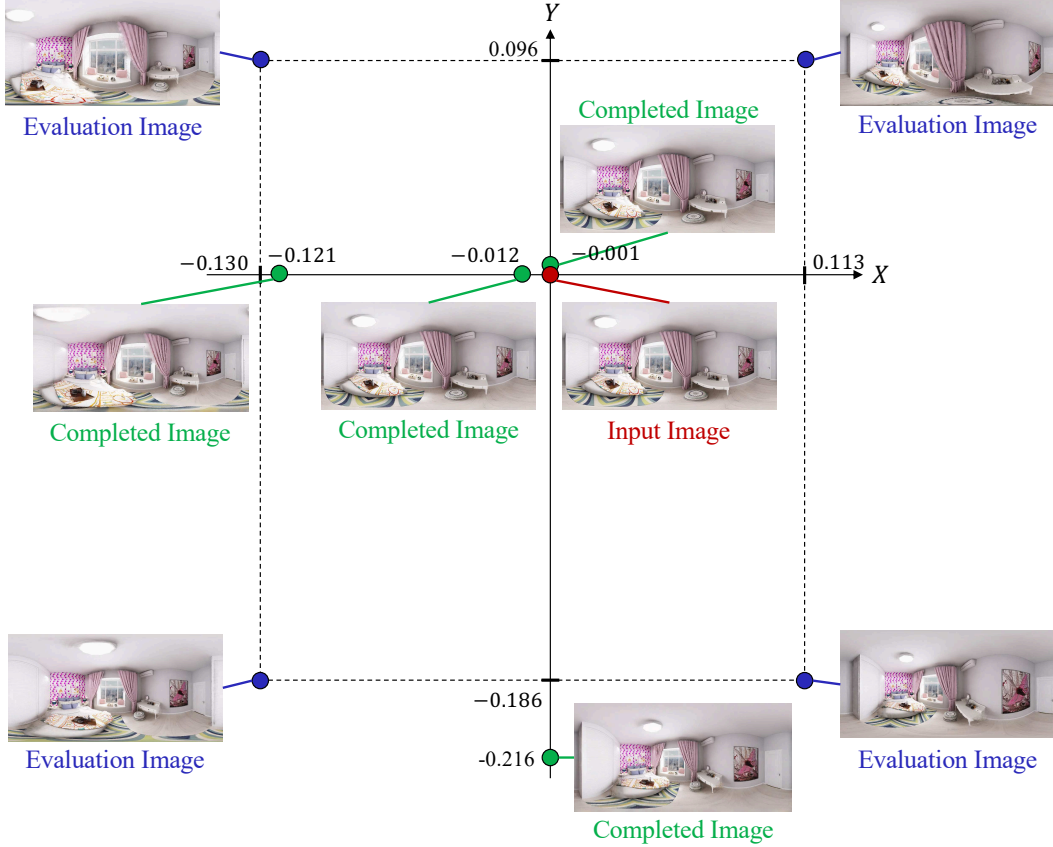 Y
0.096
Evaluation Image
Completed Image
Evaluation Image
−0.130
−0.121
−0.012
−0.001
0.113
X
Completed Image
Completed Image
Input Image
−0.186
Evaluation Image
-0.216
Evaluation Image
Completed Image